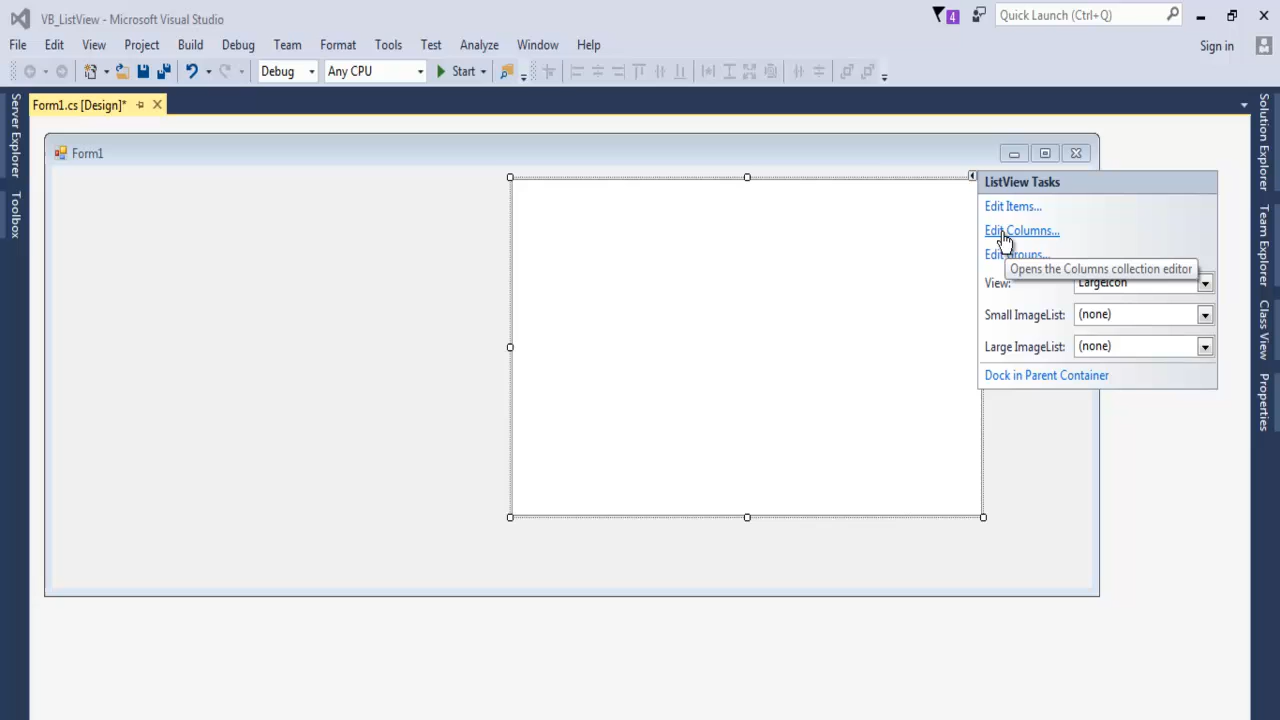 VB_ListView - Microsoft Visual Studio
4
Quick Launch (Ctrl+Q)
File Edit View Project Build Debug Team Format Tools Test Analyze Window Help
Sign in
Debug Any CPU Start
Form1.cs [Design]*
Server Explorer
Toolbox
Form1
ListView Tasks
Edit Items...
Edit Columns...
Edit Groups...
Opens the Columns collection editor
View: LargeIcon
Small ImageList: (none)
Large ImageList: (none)
Dock in Parent Container
Solution Explorer
Team Explorer
Class View
Properties